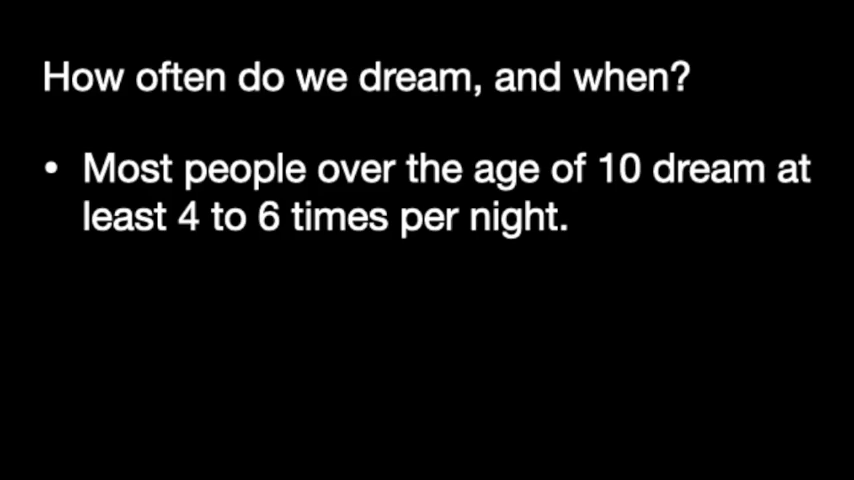 How often do we dream, and when?
• Most people over the age of 10 dream at
least 4 to 6 times per night.